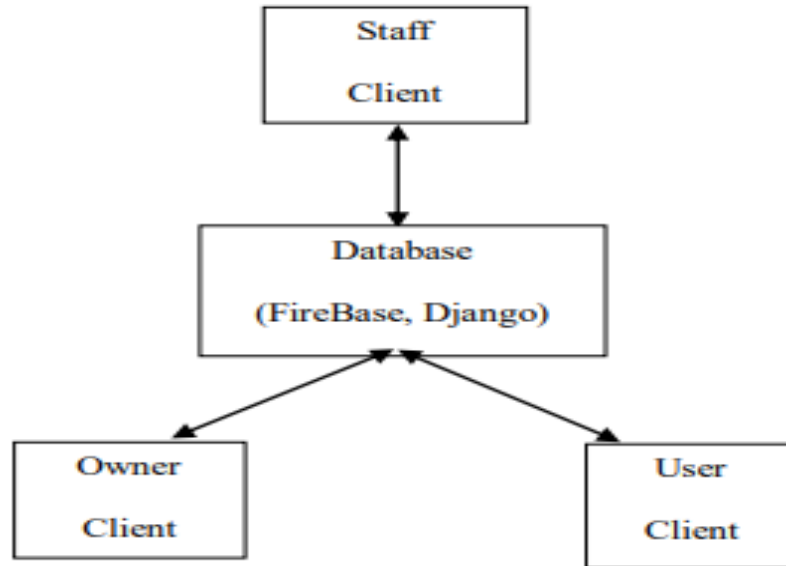 Staff
Client
Database
(FireBase, Django)
Owner
Client
User
Client